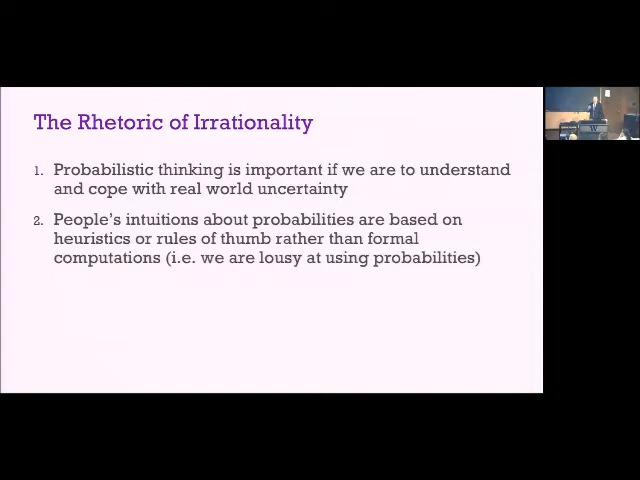 The Rhetoric of Irrationality
1. Probabilistic thinking is important if we are to understand
and cope with real world uncertainty
2. People's intuitions about probabilities are based on
heuristics or rules of thumb rather than formal
computations (i.e. we are lousy at using probabilities)
W